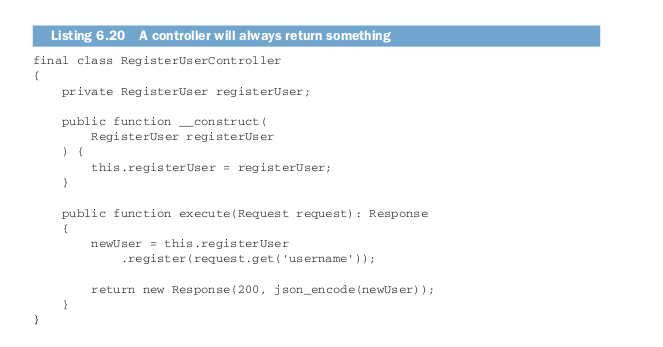 Listing 6.20 A controller will always return something
final class RegisterUserController
{
    private RegisterUser registerUser;
    public function __construct(
        RegisterUser registerUser
    ) {
        this.registerUser = registerUser;
    }
    public function execute(Request request): Response
    {
        newUser = this.registerUser
            .register(request.get('username'));
        return new Response(200, json_encode(newUser));
    }
}